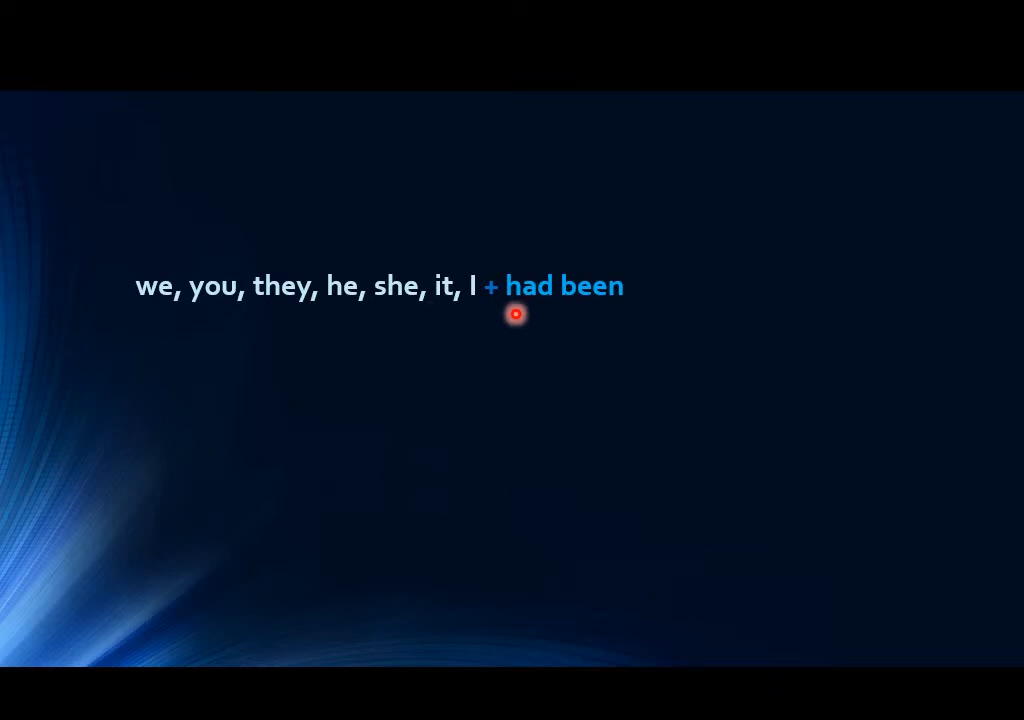 we, you, they, he, she, it, I + had been